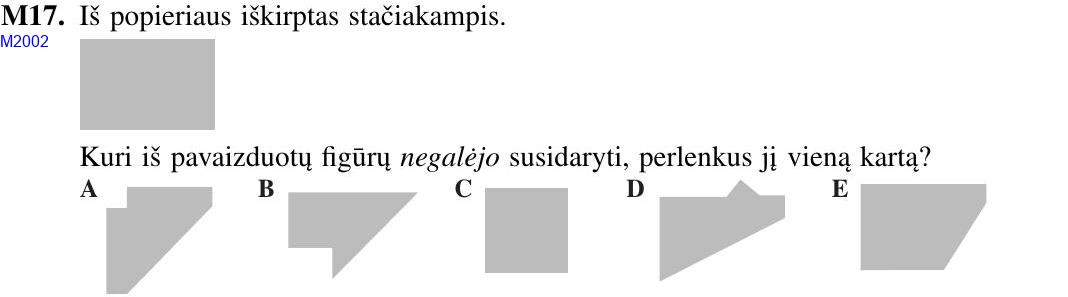 M17. Iš popieriaus iškirptas stačiakampis.
M2002
Kuri iš pavaizduotų figūrų negalėjo susidaryti, perlenkus jį vieną kartą?
A B C D E